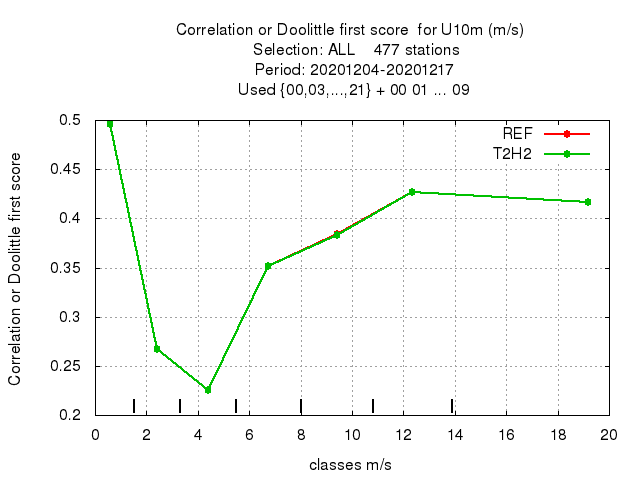 Correlation or Doolittle first score  for U10m (m/s)
Selection: ALL    477 stations
Period: 20201204-20201217
Used {00,03,...,21} + 00 01 ... 09
Correlation or Doolittle first score
0.5
0.45
0.4
0.35
0.3
0.25
0.2
REF
T2H2
0 2 4 6 8 10 12 14 16 18 20
classes m/s